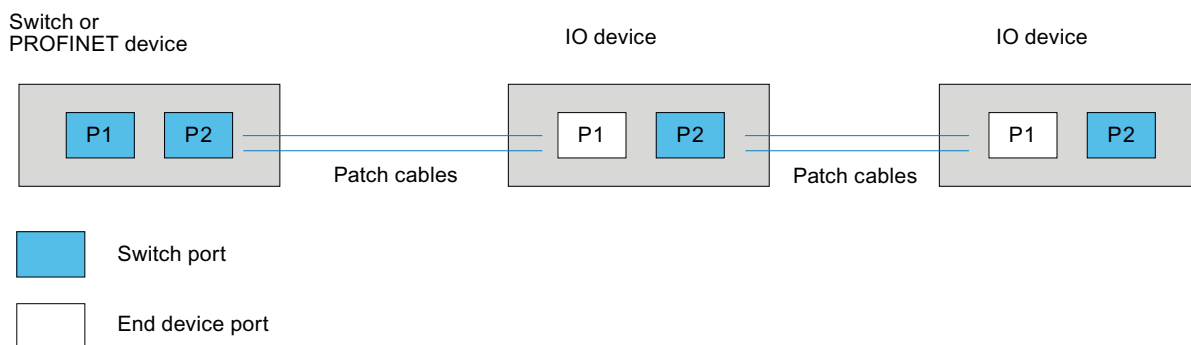 Switch or
PROFINET device
IO device
IO device
P1
P2
P1
P2
P1
P2
Patch cables
Patch cables
Switch port
End device port